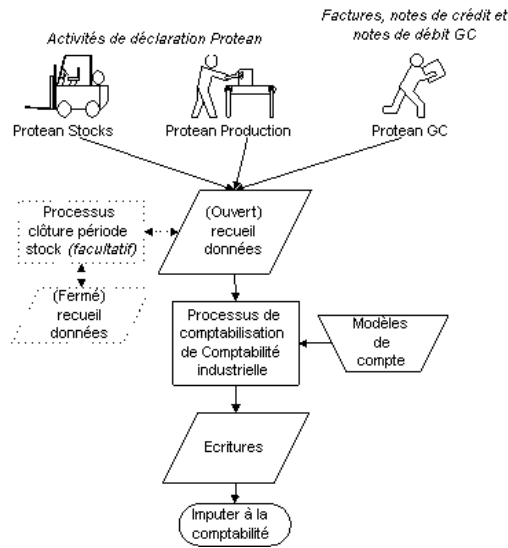 Factures, notes de crédit et
notes de débit GC
Activités de déclaration Protean
Protean Stocks
Protean Production
Protean GC
Processus
clôture période
stock (facultatif)
(Ouvert)
recueil
données
(Fermé)
recueil
données
Processus de
comptabilisation
de Comptabilité
industrielle
Modèles
de
compte
Ecritures
Imputer à la
comptabilité